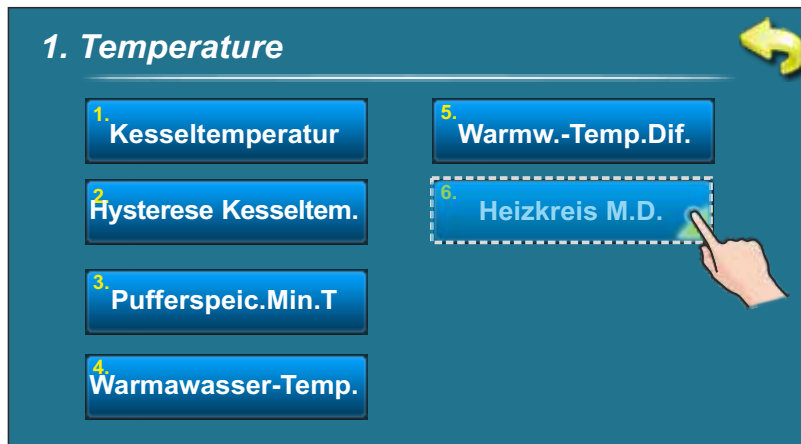 1. Temperature
1.
Kesseltemperatur
2.
Hysterese Kesseltem.
3.
Pufferspeic.Min.T
4.
Warmawasser-Temp.
5.
Warmw.-Temp.Dif.
6.
Heizkreis M.D.